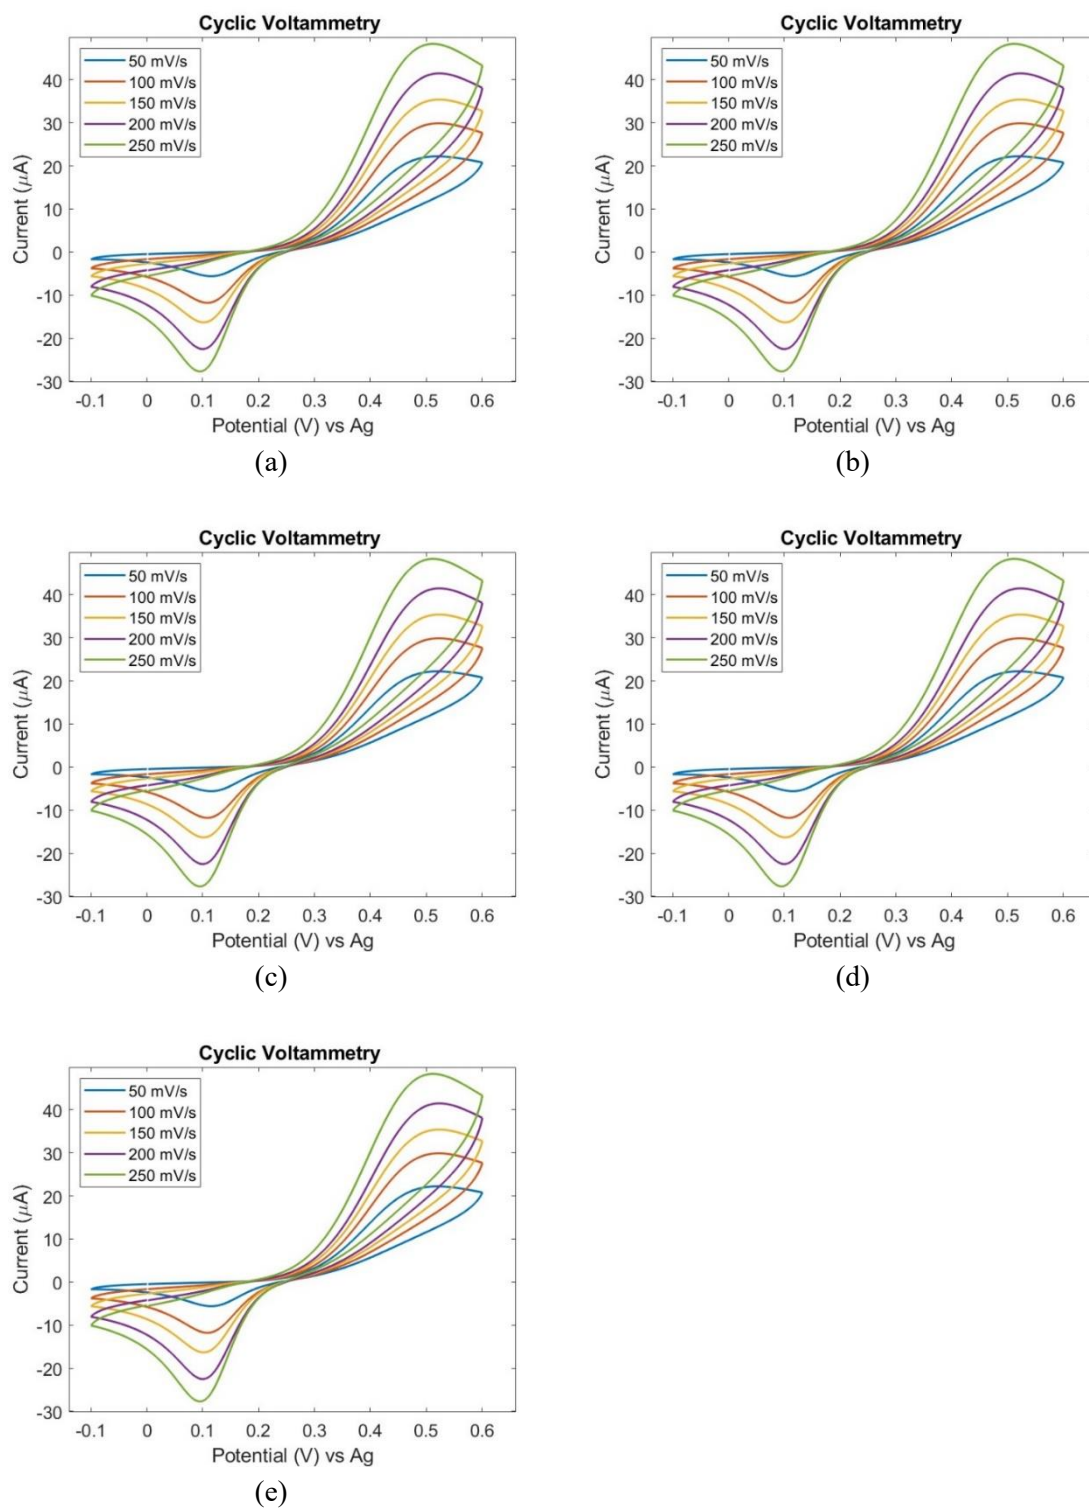 Cyclic Voltammetry
50 mV/s
100 mV/s
150 mV/s
200 mV/s
250 mV/s
Current (μA)
40
30
20
10
0
-10
-20
-30
-0.1 0 0.1 0.2 0.3 0.4 0.5 0.6
Potential (V) vs Ag
(a)
Cyclic Voltammetry
50 mV/s
100 mV/s
150 mV/s
200 mV/s
250 mV/s
Current (μA)
40
30
20
10
0
-10
-20
-30
-0.1 0 0.1 0.2 0.3 0.4 0.5 0.6
Potential (V) vs Ag
(b)
Cyclic Voltammetry
50 mV/s
100 mV/s
150 mV/s
200 mV/s
250 mV/s
Current (μA)
40
30
20
10
0
-10
-20
-30
-0.1 0 0.1 0.2 0.3 0.4 0.5 0.6
Potential (V) vs Ag
(c)
Cyclic Voltammetry
50 mV/s
100 mV/s
150 mV/s
200 mV/s
250 mV/s
Current (μA)
40
30
20
10
0
-10
-20
-30
-0.1 0 0.1 0.2 0.3 0.4 0.5 0.6
Potential (V) vs Ag
(d)
Cyclic Voltammetry
50 mV/s
100 mV/s
150 mV/s
200 mV/s
250 mV/s
Current (μA)
40
30
20
10
0
-10
-20
-30
-0.1 0 0.1 0.2 0.3 0.4 0.5 0.6
Potential (V) vs Ag
(e)